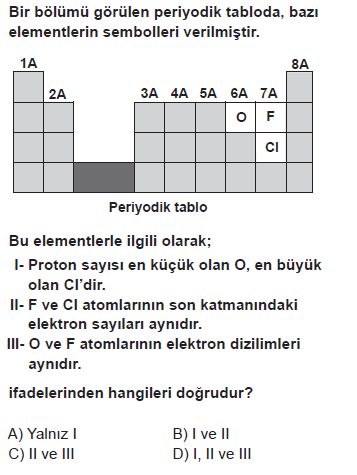 Bir bölümü görülen periyodik tabloda, bazı
elementlerin sembolleri verilmiştir.
1A 8A
2A 3A 4A 5A 6A 7A
O F
Cl
Periyodik tablo
Bu elementlerle ilgili olarak;
I- Proton sayısı en küçük olan O, en büyük
olan Cl’dir.
II- F ve Cl atomlarının son katmanındaki
elektron sayıları aynıdır.
III- O ve F atomlarının elektron dizilimleri
aynıdır.
ifadelerinden hangileri doğrudur?
A) Yalnız I B) I ve II
C) II ve III D) I, II ve III